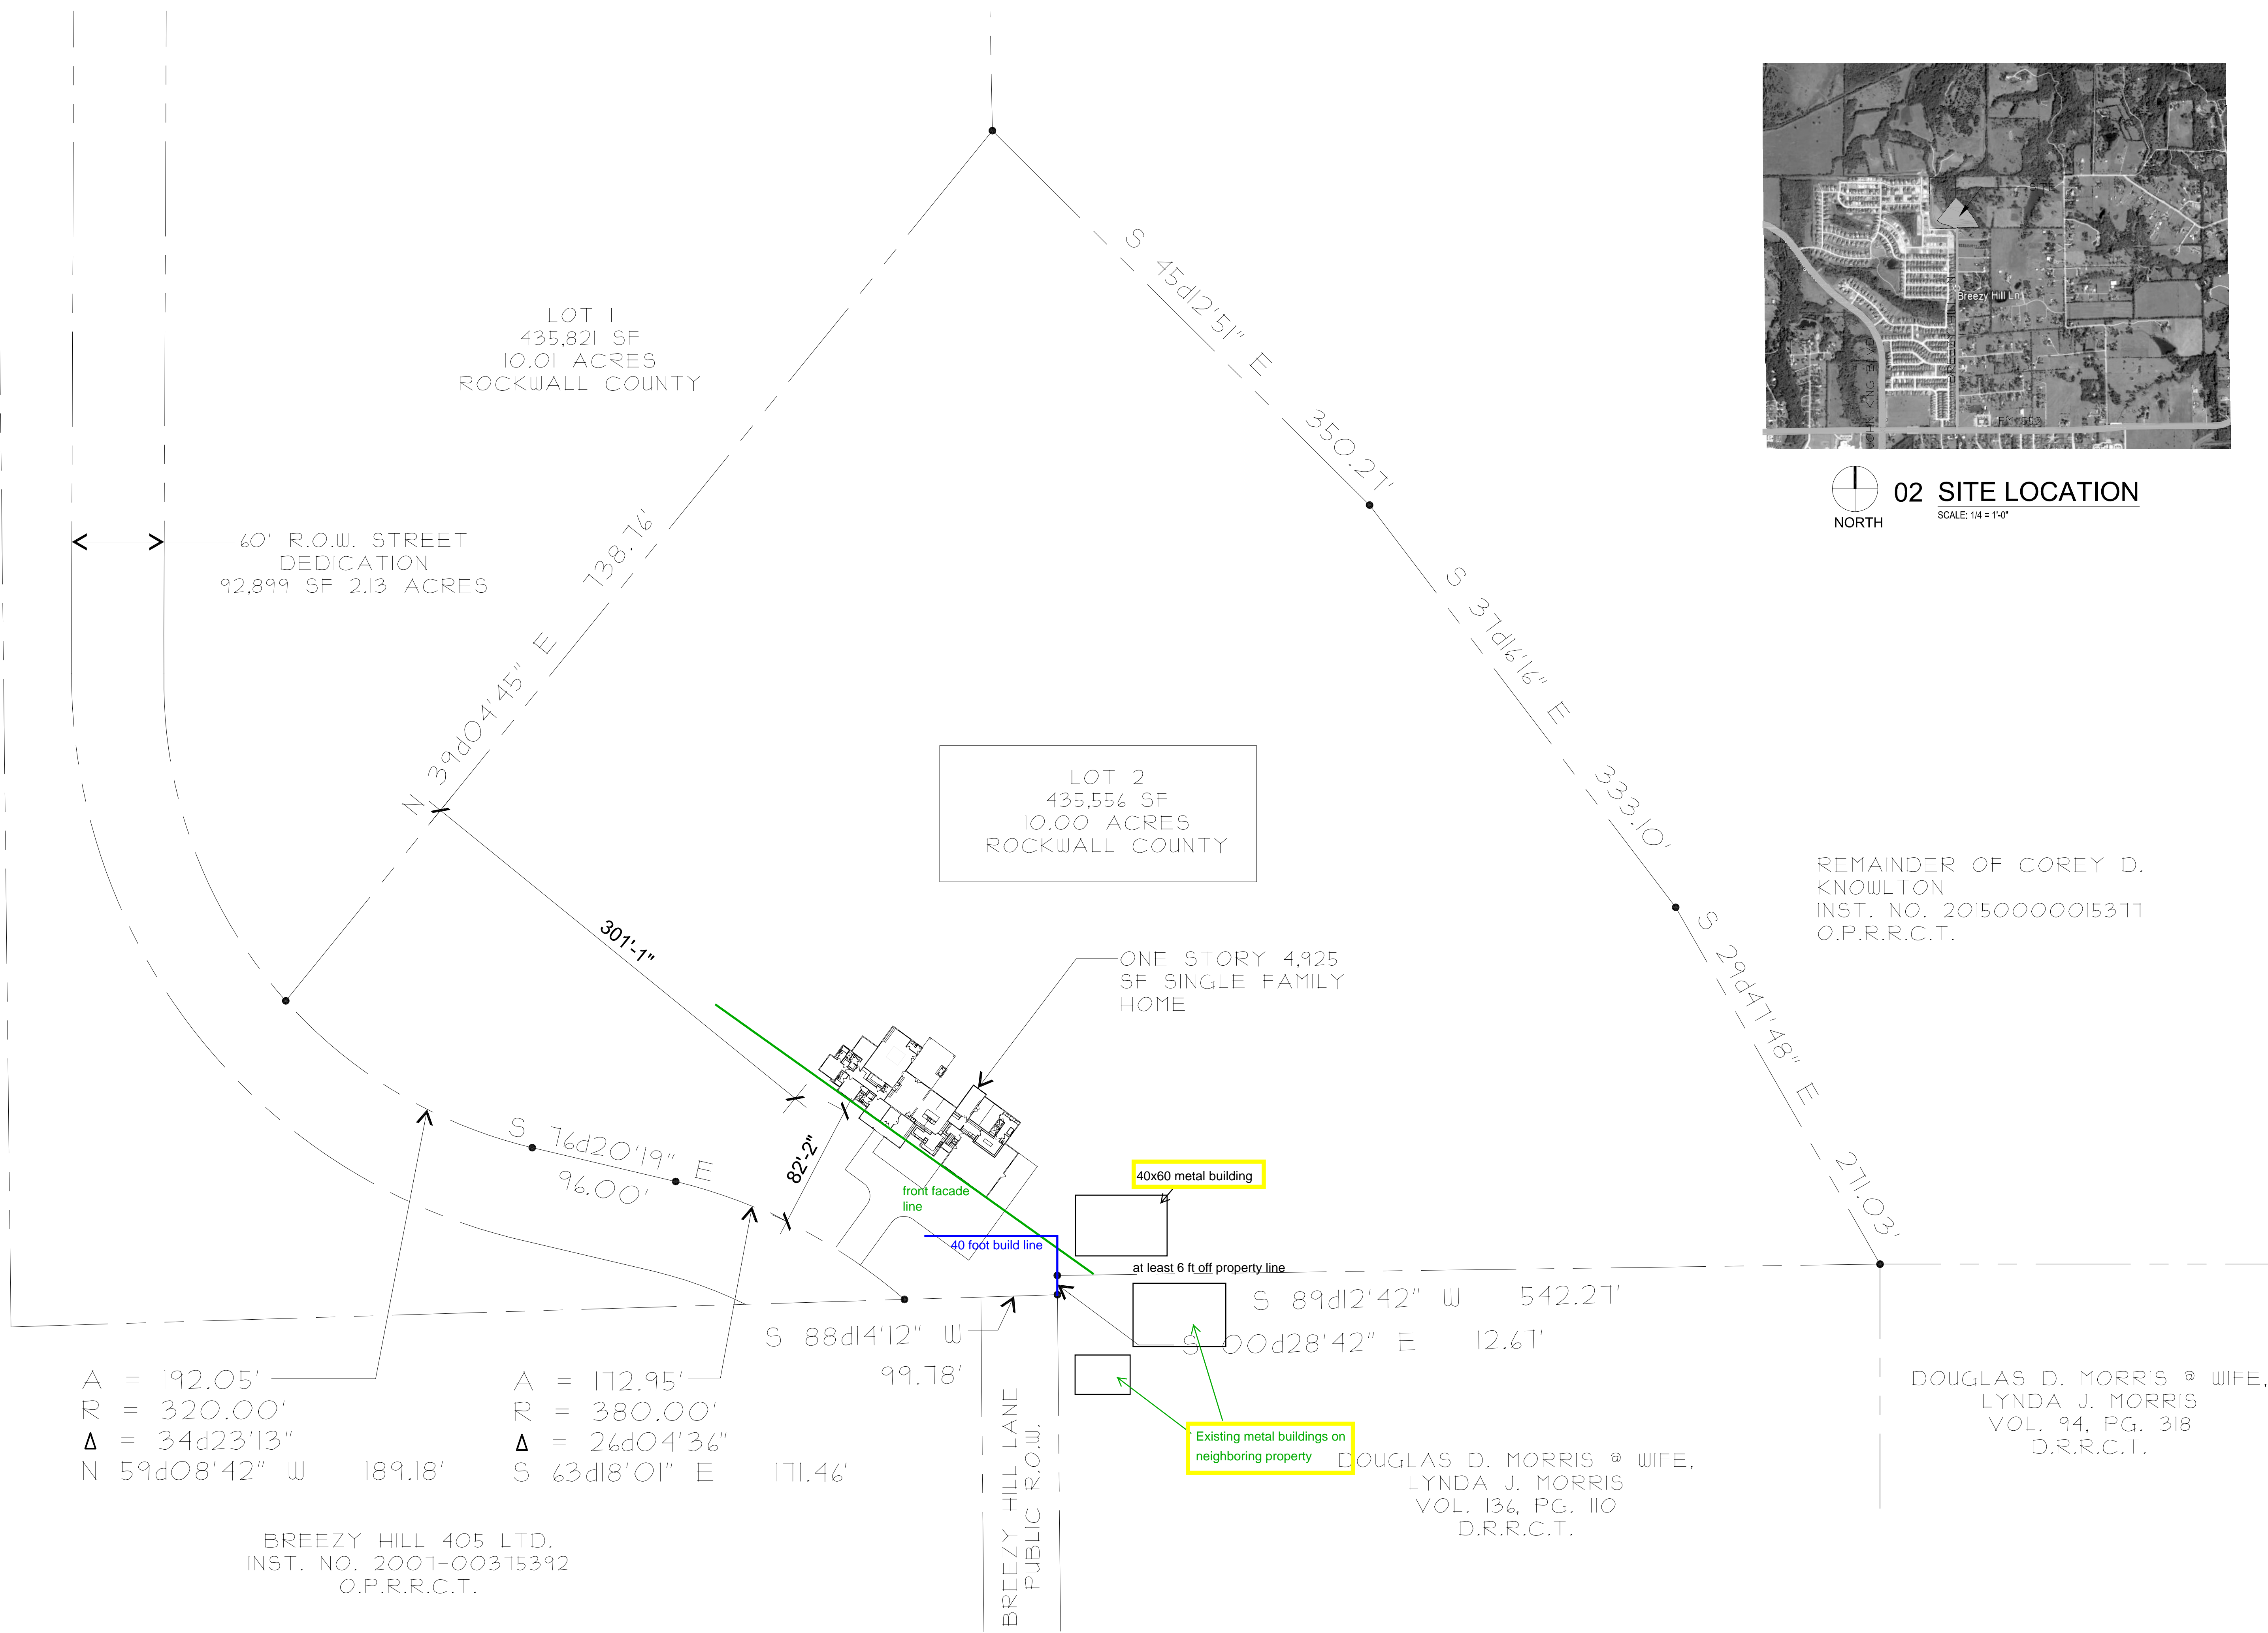 LOT 1
435,821 SF
10.01 ACRES
ROCKWALL COUNTY
S 45d12'51" E
350.27'
Breezy Hill Ln
02 SITE LOCATION
SCALE: 1/4 = 1'-0"
NORTH
60' R.O.W. STREET
DEDICATION
92,899 SF 2.13 ACRES
N 39d04'45" E
738.76'
S 37d19'19" E
333.10'
LOT 2
435,556 SF
10.00 ACRES
ROCKWALL COUNTY
REMAINDER OF COREY D.
KNOWLTON
INST. NO. 20150000015377
O.P.R.R.C.T.
S 29d47'48" E
271.03'
301'-1"
ONE STORY 4,925
SF SINGLE FAMILY
HOME
S 76d20'19" E
96.00'
82'-2"
front facade
line
40x60 metal building
40 foot build line
at least 6 ft off property line
S 89d12'42" W 542.27'
S 88d14'12" W
99.78'
S 00d28'42" E 12.67'
A = 192.05'
R = 320.00'
Δ = 34d23'13"
N 59d08'42" W 189.18'
A = 172.95'
R = 380.00'
Δ = 26d04'36"
S 63d18'01" E 171.46'
BREEZY HILL LANE
PUBLIC R.O.W.
Existing metal buildings on
neighboring property
DOUGLAS D. MORRIS @ WIFE,
LYNDA J. MORRIS
VOL. 136, PG. 110
D.R.R.C.T.
DOUGLAS D. MORRIS @ WIFE,
LYNDA J. MORRIS
VOL. 94, PG. 318
D.R.R.C.T.
BREEZY HILL 405 LTD.
INST. NO. 2007-00375392
O.P.R.R.C.T.